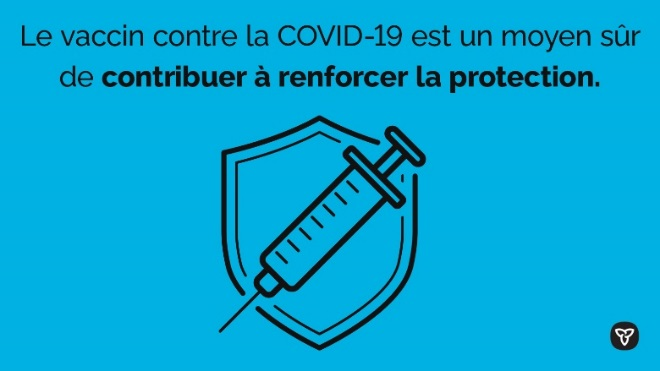 Le vaccin contre la COVID-19 est un moyen sûr
de contribuer à renforcer la protection.